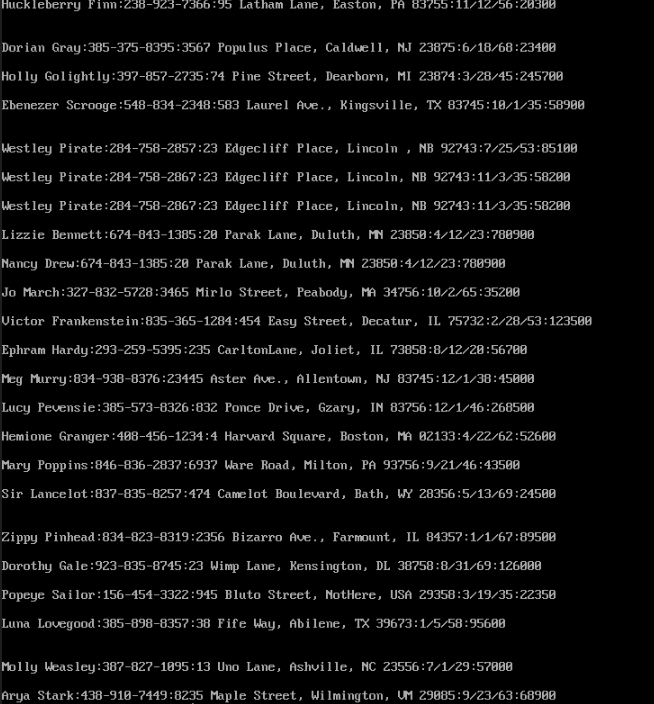 Huckleberry Finn:238-923-7366:95 Latham Lane, Easton, PA 83755:11/12/56:20300
Dorian Gray:385-375-8395:3567 Populus Place, Caldwell, NJ 23875:6/18/68:23400
Holly Golightly:397-857-2735:74 Pine Street, Dearborn, MI 23874:3/28/45:245700
Ebenezer Scrooge:548-834-2348:583 Laurel Ave., Kingsville, TX 83745:10/1/35:58900
Westley Pirate:284-758-2857:23 Edgecliff Place, Lincoln , NB 92743:7/25/53:85100
Westley Pirate:284-758-2867:23 Edgecliff Place, Lincoln, NB 92743:11/3/35:58200
Westley Pirate:284-758-2867:23 Edgecliff Place, Lincoln, NB 92743:11/3/35:58200
Lizzie Bennett:674-843-1385:20 Parak Lane, Duluth, MN 23850:4/12/23:780900
Nancy Drew:674-843-1385:20 Parak Lane, Duluth, MN 23850:4/12/23:780900
Jo March:327-832-5728:3465 Mirlo Street, Peabody, MA 34756:10/2/65:35200
Victor Frankenstein:835-365-1284:454 Easy Street, Decatur, IL 75732:2/28/53:123500
Ephram Hardy:293-259-5395:235 CarltonLane, Joliet, IL 73858:8/12/20:56700
Meg Murry:834-938-8376:23445 Aster Ave., Allentown, NJ 83745:12/1/38:45000
Lucy Pevensie:385-573-8326:832 Ponce Drive, Gzary, IN 83756:12/1/46:268500
Hemione Granger:408-456-1234:4 Harvard Square, Boston, MA 02133:4/22/62:52600
Mary Poppins:846-836-2837:6937 Ware Road, Milton, PA 93756:9/21/46:43500
Sir Lancelot:837-835-8257:474 Camelot Boulevard, Bath, WY 28356:5/13/69:24500
Zippy Pinhead:834-823-8319:2356 Bizarro Ave., Farmount, IL 84357:1/1/67:89500
Dorothy Gale:923-835-8745:23 Wimp Lane, Kensington, DL 38758:8/31/69:126000
Popeye Sailor:156-454-3322:945 Bluto Street, NotHere, USA 29358:3/19/35:22350
Luna Lovegood:385-898-8357:38 Fife Way, Abilene, TX 39673:1/5/58:95600
Molly Weasley:387-827-1095:13 Uno Lane, Ashville, NC 23556:7/1/29:57000
Arya Stark:438-910-7449:8235 Maple Street, Wilmington, VM 29085:9/23/63:68900